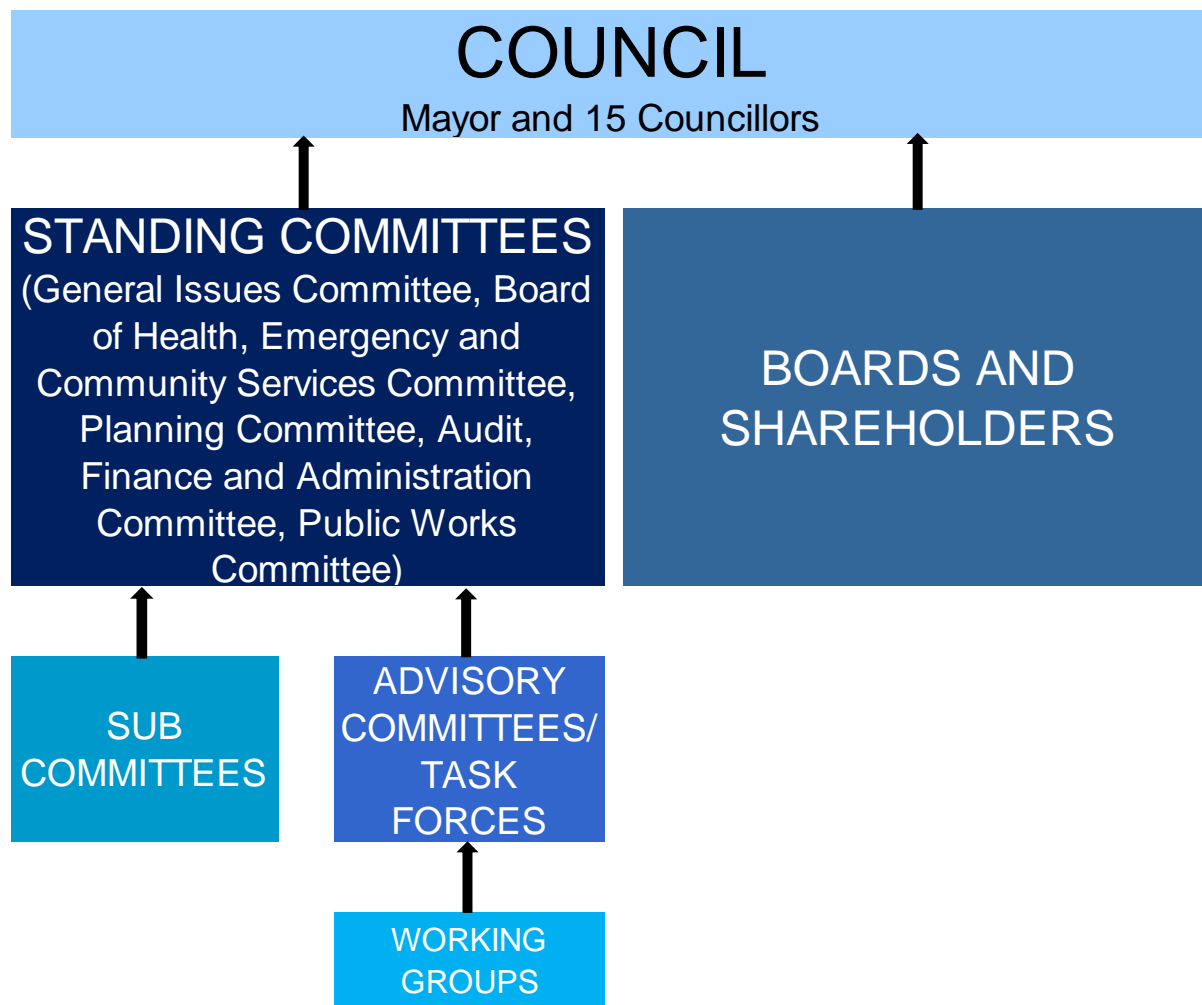 COUNCIL
Mayor and 15 Councillors
STANDING COMMITTEES
(General Issues Committee, Board
of Health, Emergency and
Community Services Committee,
Planning Committee, Audit,
Finance and Administration
Committee, Public Works
Committee)
BOARDS AND
SHAREHOLDERS
SUB
COMMITTEES
ADVISORY
COMMITTEES/
TASK
FORCES
WORKING
GROUPS